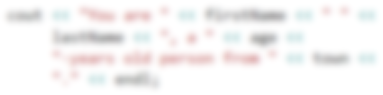 cout << "You are " << firstName << " " <<
lastName << ", a " << age <<
"-years old person from " << town <<
"." << endl;